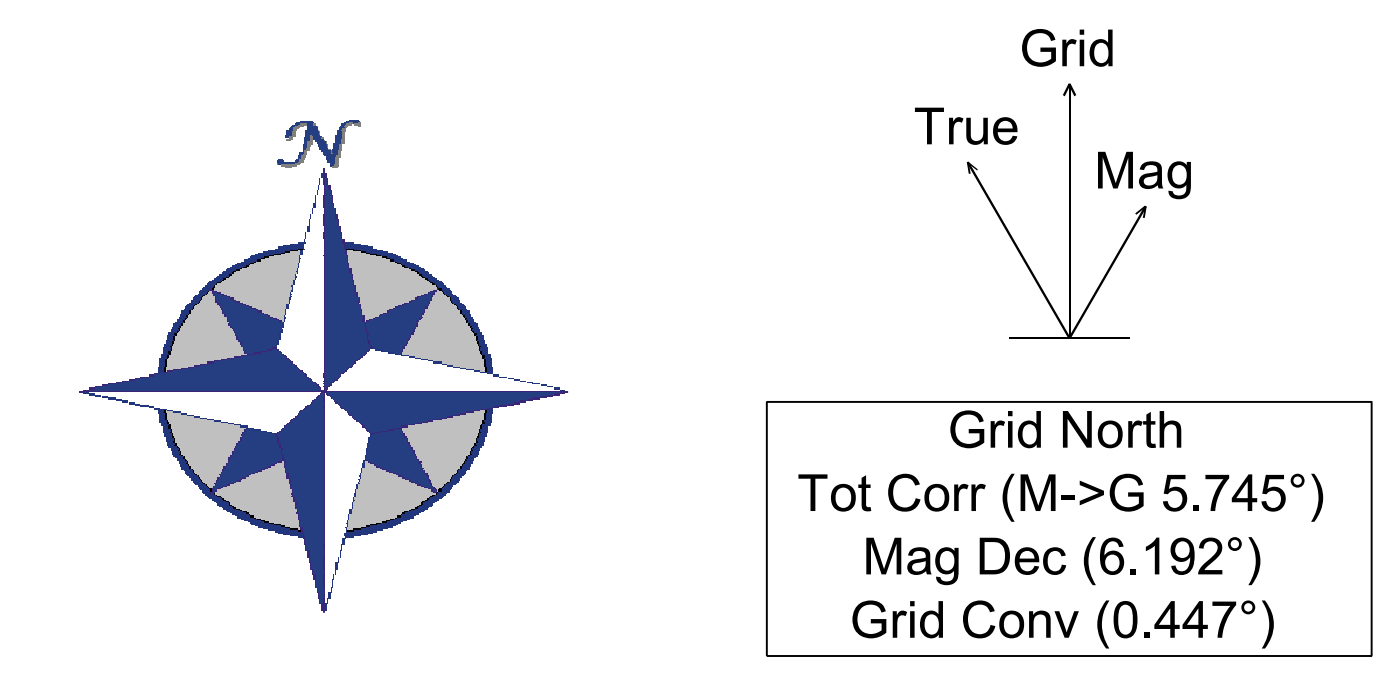 N
Grid
True
Mag
Grid North
Tot Corr (M->G 5.745°)
Mag Dec (6.192°)
Grid Conv (0.447°)